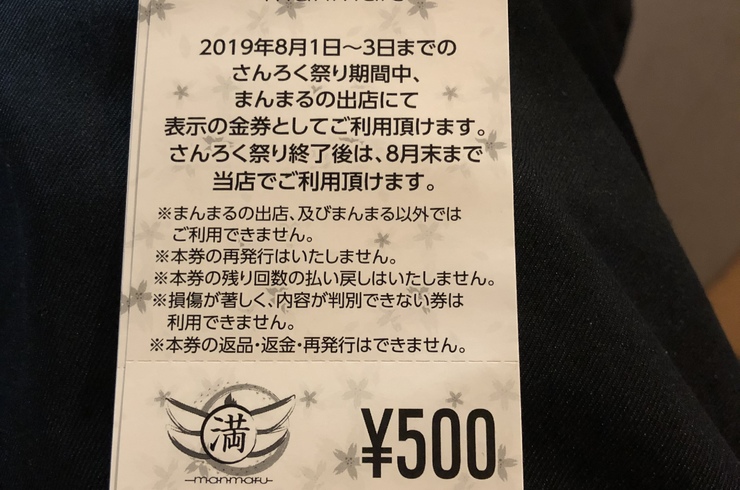 2019年8月1日〜3日までの
さんろく祭り期間中、
まんまるの出店にて
表示の金券としてご利用頂けます。
さんろく祭り終了後は、8月末まで
当店でご利用頂けます。
※まんまるの出店、及びまんまる以外では
ご利用できません。
※本券の再発行はいたしません。
※本券の残り回数の払い戻しはいたしません。
※損傷が著しく、内容が判別できない券は
利用できません。
※本券の返品・返金・再発行はできません。
満
manmaru
¥500